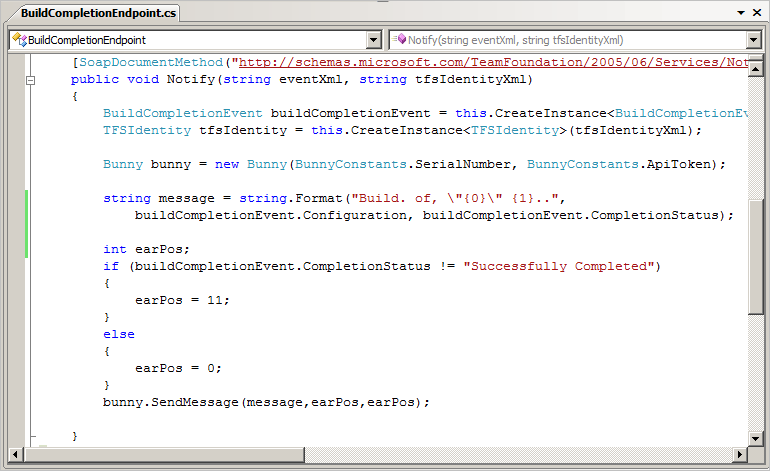 BuildCompletionEndpoint.cs
BuildCompletionEndpoint Notify(string eventXml, string tfsIdentityXml)
[SoapDocumentMethod("http://schemas.microsoft.com/TeamFoundation/2005/06/Services/Not
public void Notify(string eventXml, string tfsIdentityXml)
{
BuildCompletionEvent buildCompletionEvent = this.CreateInstance<BuildCompletionEv
TFSIdentity tfsIdentity = this.CreateInstance<TFSIdentity>(tfsIdentityXml);
Bunny bunny = new Bunny(BunnyConstants.SerialNumber, BunnyConstants.ApiToken);
string message = string.Format("Build. of, \"{0}\" {1}..",
buildCompletionEvent.Configuration, buildCompletionEvent.CompletionStatus);
int earPos;
if (buildCompletionEvent.CompletionStatus != "Successfully Completed")
{
earPos = 11;
}
else
{
earPos = 0;
}
bunny.SendMessage(message,earPos,earPos);
}